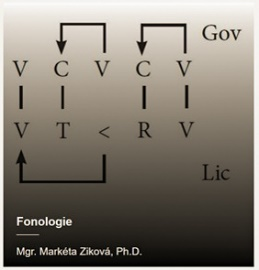 Gov
V C V C V
V T < R V
Lic
Fonologie
Mgr. Markéta Ziková, Ph.D.